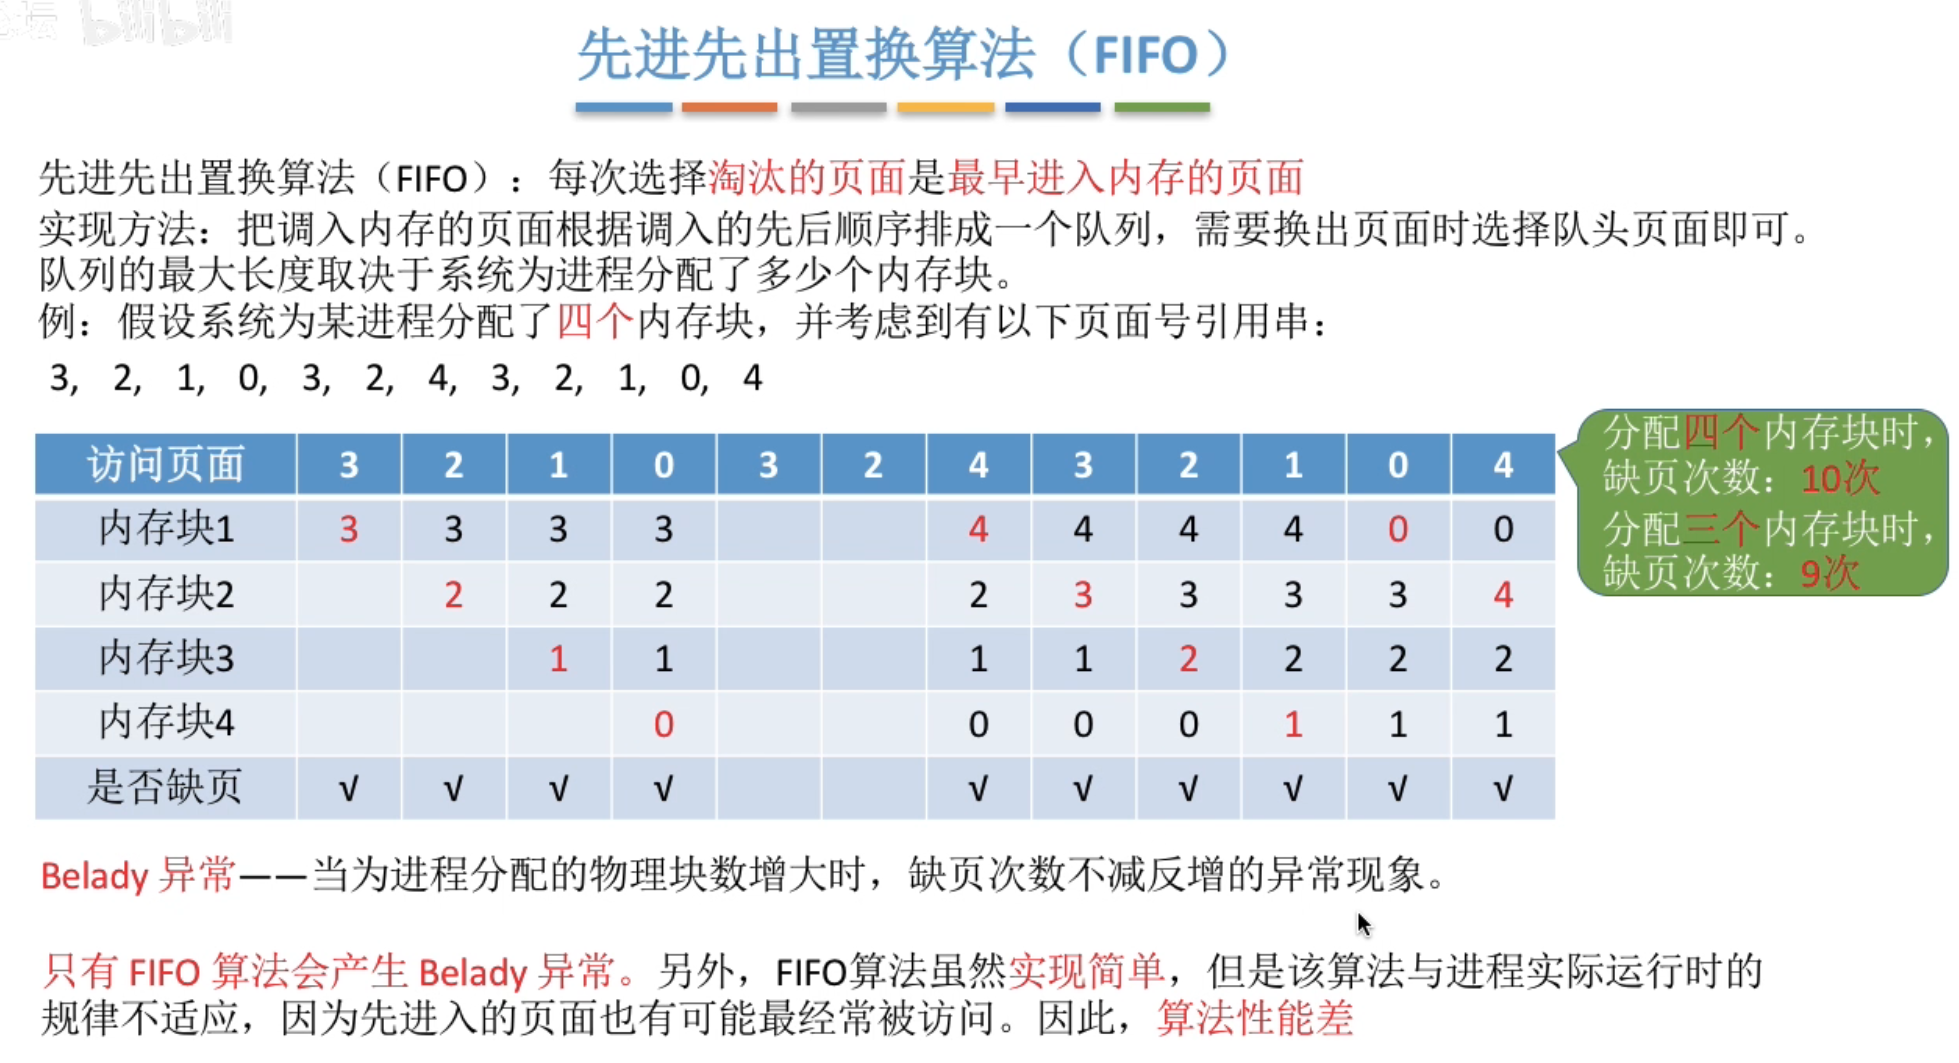 坛 bilibili
先进先出置换算法（FIFO）
先进先出置换算法（FIFO）：每次选择淘汰的页面是最早进入内存的页面
实现方法：把调入内存的页面根据调入的先后顺序排成一个队列，需要换出页面时选择队头页面即可。
队列的最大长度取决于系统为进程分配了多少个内存块。
例：假设系统为某进程分配了四个内存块，并考虑到有以下页面号引用串：
3, 2, 1, 0, 3, 2, 4, 3, 2, 1, 0, 4
访问页面 3 2 1 0 3 2 4 3 2 1 0 4
内存块1 3 3 3 3 4 4 4 4 0 0
内存块2 2 2 2 2 3 3 3 3 4
内存块3 1 1 1 1 2 2 2 2
内存块4 0 0 0 0 1 1 1
是否缺页 √ √ √ √ √ √ √ √ √ √
分配四个内存块时，
缺页次数：10次
分配三个内存块时，
缺页次数：9次
Belady 异常——当为进程分配的物理块数增大时，缺页次数不减反增的异常现象。
只有 FIFO 算法会产生 Belady 异常。另外，FIFO算法虽然实现简单，但是该算法与进程实际运行时的
规律不适应，因为先进入的页面也有可能最经常被访问。因此，算法性能差